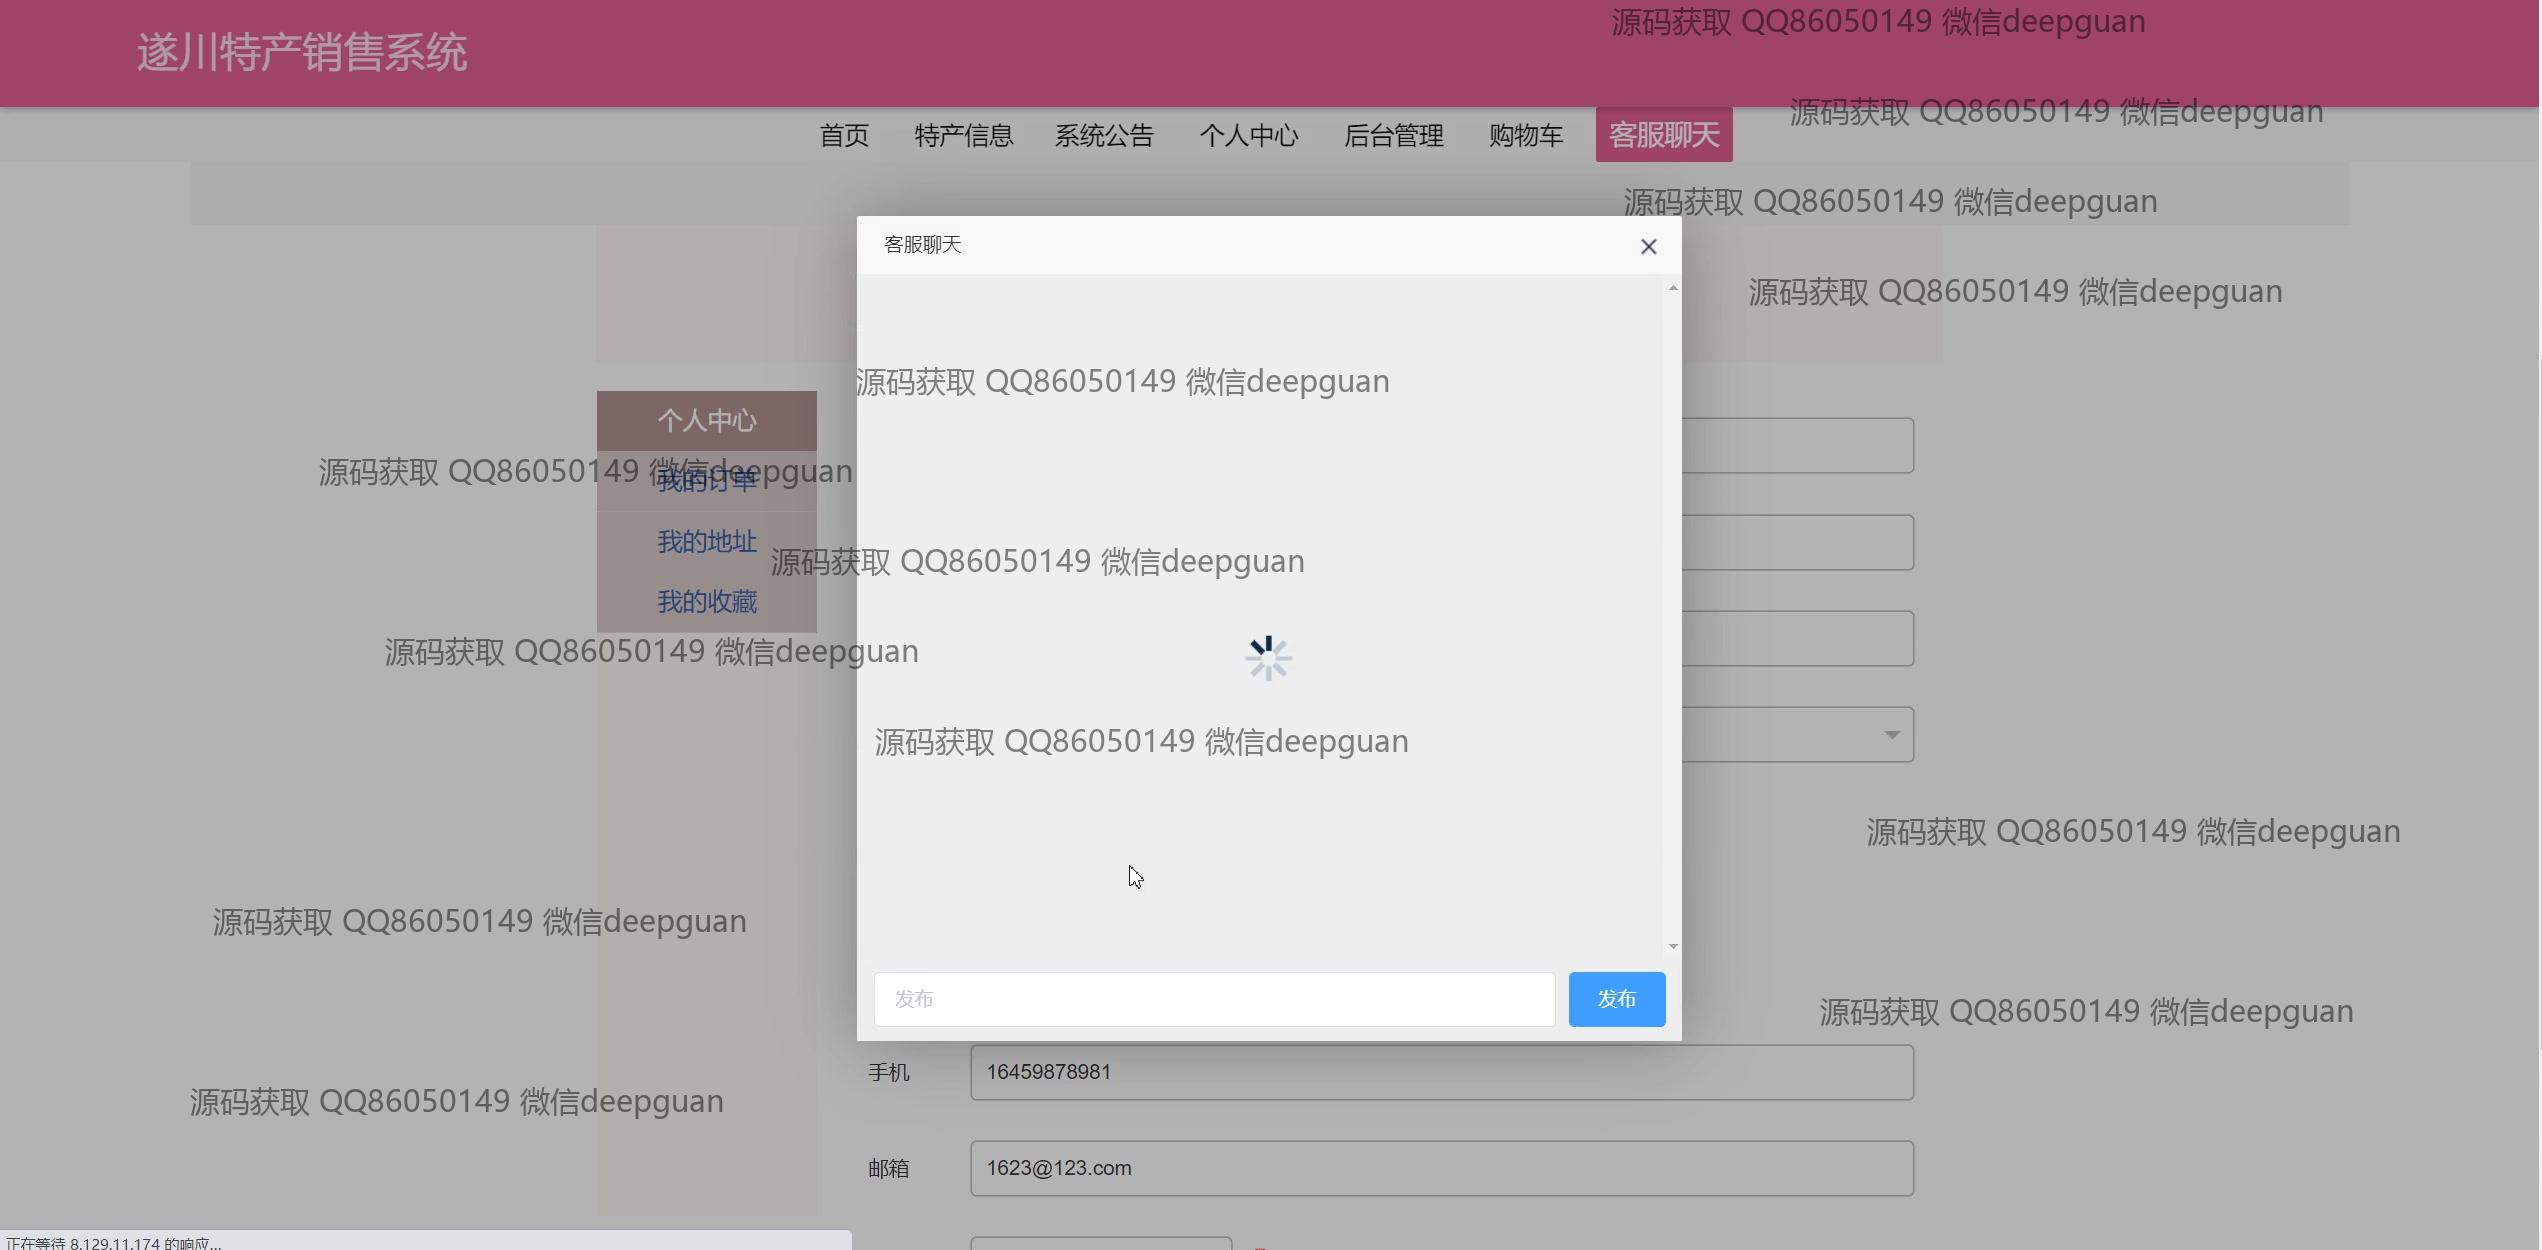 源码获取 QQ86050149 微信deepguan
遂川特产销售系统
源码获取 QQ86050149 微信deepguan
首页 特产信息 系统公告 个人中心 后台管理 购物车 客服聊天
源码获取 QQ86050149 微信deepguan
客服聊天
源码获取 QQ86050149 微信deepguan
源码获取 QQ86050149 微信deepguan
个人中心
源码获取 QQ86050149 微信deepguan
我的订单
我的地址
源码获取 QQ86050149 微信deepguan
我的收藏
源码获取 QQ86050149 微信deepguan
源码获取 QQ86050149 微信deepguan
源码获取 QQ86050149 微信deepguan
源码获取 QQ86050149 微信deepguan
发布 发布
源码获取 QQ86050149 微信deepguan
手机 16459878981
源码获取 QQ86050149 微信deepguan
邮箱 1623@123.com
正在等待 8.129.11.174 的响应...